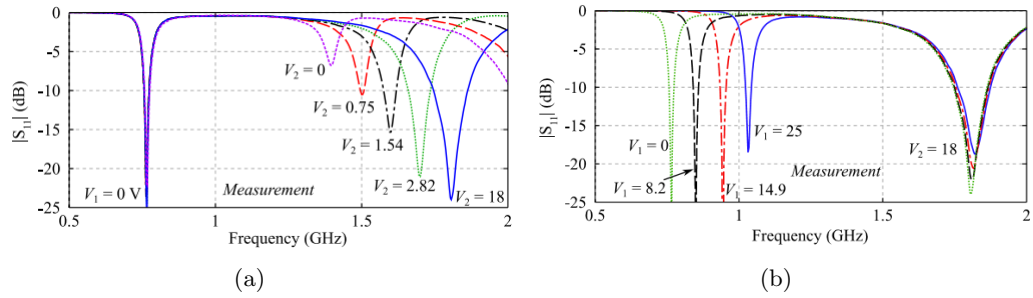 0
-5
-10
-15
-20
-25
|S₁₁| (dB)
V₂ = 0
V₂ = 0.75
V₂ = 1.54
V₂ = 2.82
V₂ = 18
V₁ = 0 V
Measurement
0.5 1 1.5 2
Frequency (GHz)
(a)
0
-5
-10
-15
-20
-25
|S₁₁| (dB)
V₁ = 0
V₁ = 8.2
V₁ = 14.9
V₁ = 25
V₂ = 18
Measurement
0.5 1 1.5 2
Frequency (GHz)
(b)